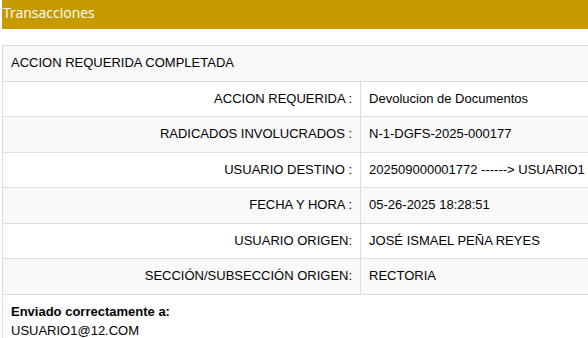 Transacciones
ACCION REQUERIDA COMPLETADA
ACCION REQUERIDA : Devolucion de Documentos
RADICADOS INVOLUCRADOS : N-1-DGFS-2025-000177
USUARIO DESTINO : 202509000001772 ------> USUARIO1
FECHA Y HORA : 05-26-2025 18:28:51
USUARIO ORIGEN: JOSÉ ISMAEL PEÑA REYES
SECCIÓN/SUBSECCIÓN ORIGEN: RECTORIA
Enviado correctamente a:
USUARIO1@12.COM